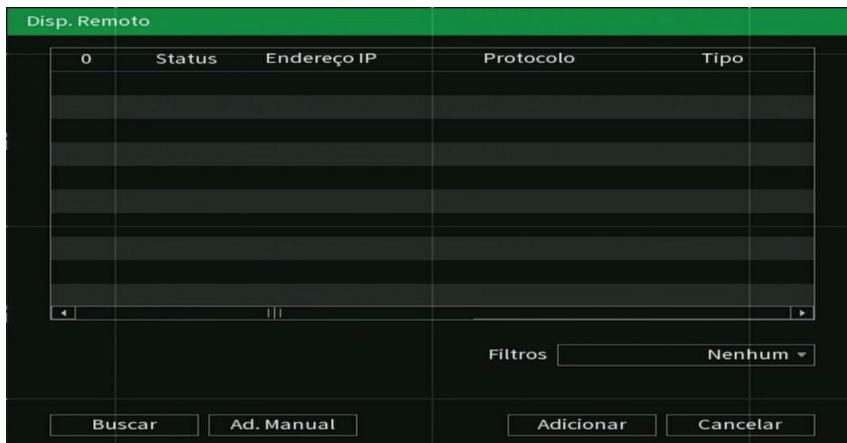 Disp. Remoto
0 Status Endereço IP Protocolo Tipo
Filtros Nenhum
Buscar Ad. Manual Adicionar Cancelar